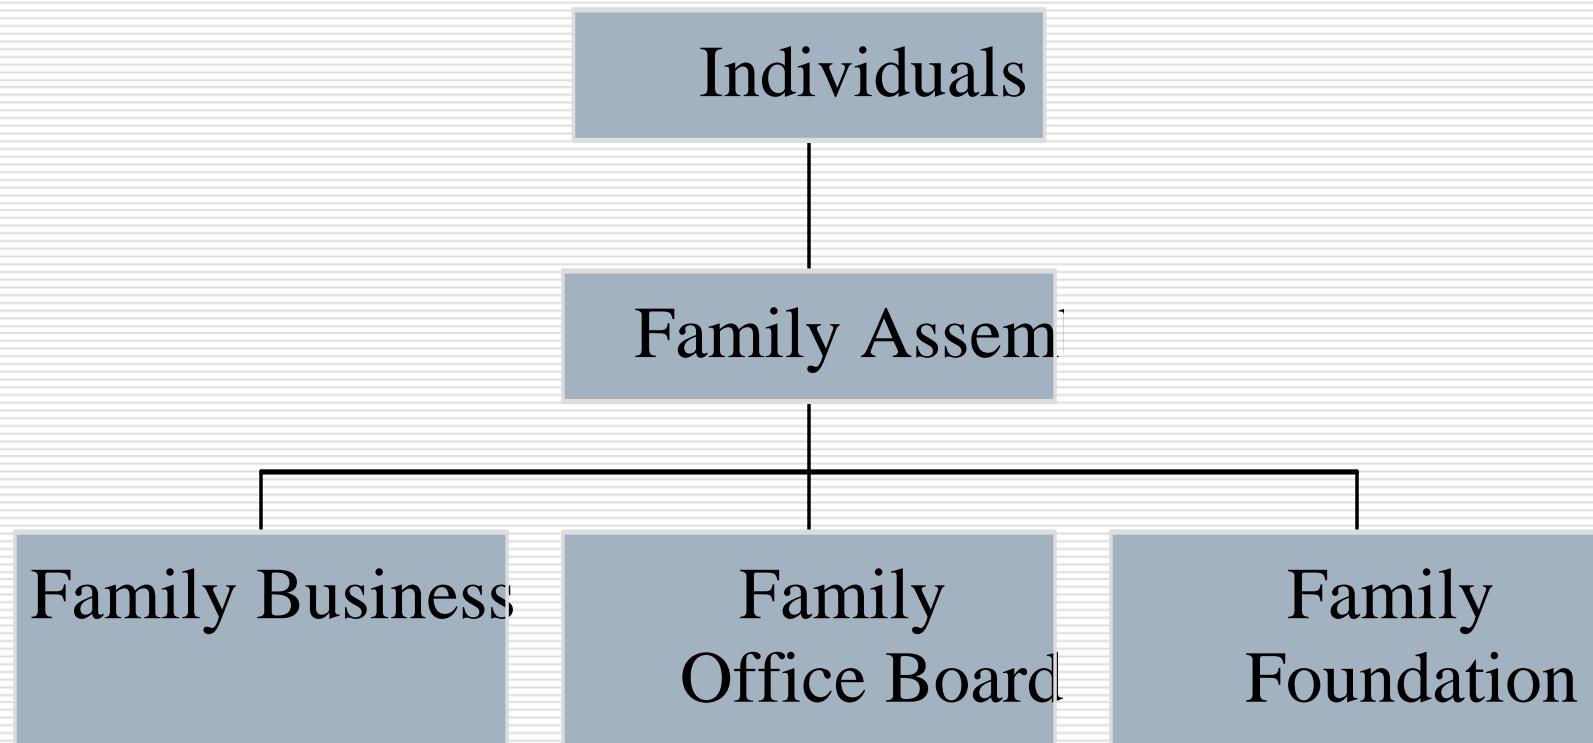 Individuals
Family Assem
Family Business
Family
Office Board
Family
Foundation